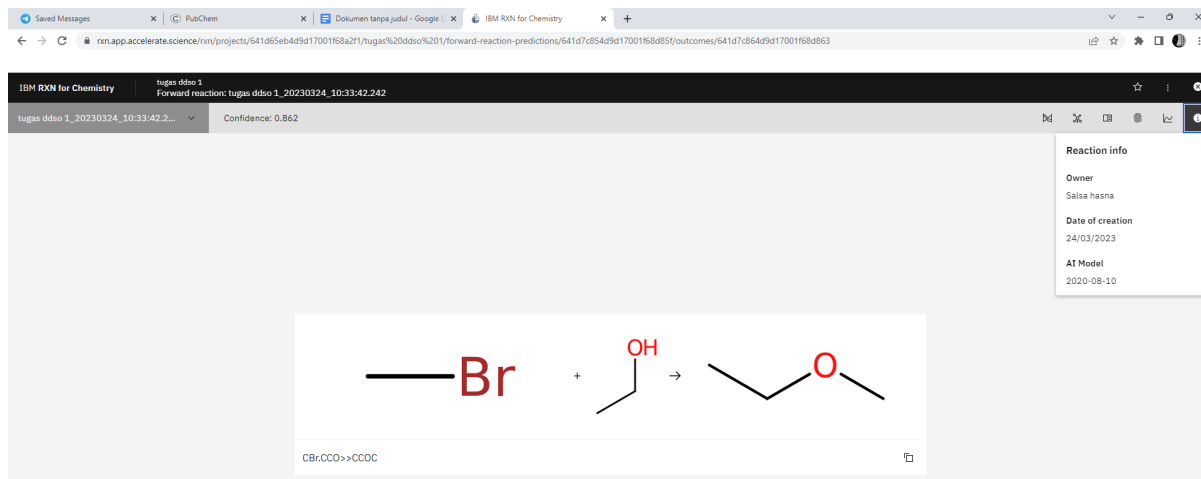 Saved Messages
PubChem
Dokumen tanpa judul - Google
IBM RXN for Chemistry
rxn.app.accelerate.science/rxn/projects/641d65eb4d9d17001f68a2f1/tugas%20ddso%201/forward-reaction-predictions/641d7c854d9d17001f68d85f/outcomes/641d7c864d9d17001f68d863
IBM RXN for Chemistry
tugas ddso 1
Forward reaction: tugas ddso 1_20230324_10:33:42.242
tugas ddso 1_20230324_10:33:42.2...
Confidence: 0.862
Reaction info
Owner
Salsa hasna
Date of creation
24/03/2023
AI Model
2020-08-10
Br + OH → O
CBr.CCO>>CCOC